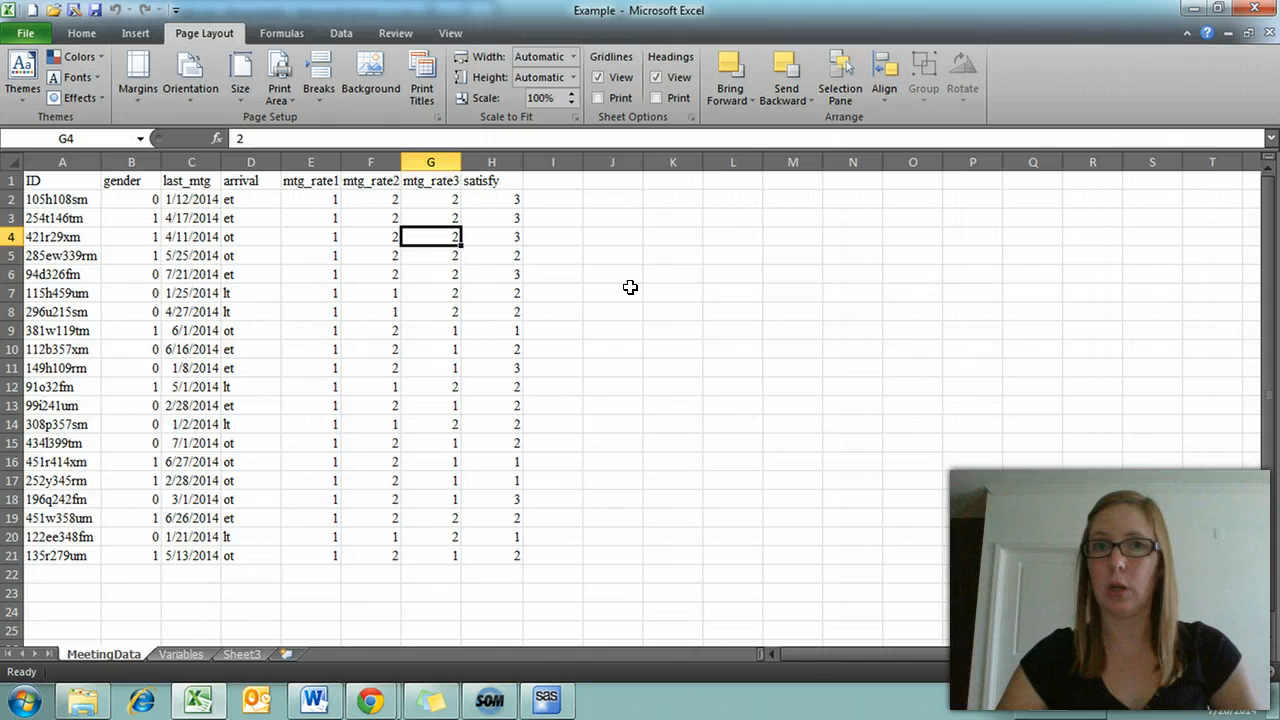 Example - Microsoft Excel
File Home Insert Page Layout Formulas Data Review View
Colors Fonts Effects Themes
Themes
Margins Orientation Size Print Area Breaks Background Print Titles
Page Setup
Width: Automatic
Height: Automatic
Scale: 100%
Scale to Fit
Gridlines Headings
View View
Print Print
Sheet Options
Bring Forward Send Backward Selection Pane Align Group Rotate
Arrange
G4 fx 2
A B C D E F G H I J K L M N O P Q R S T
1 ID gender last_mtg arrival mtg_rate1 mtg_rate2 mtg_rate3 satisfy
2 105h108sm 0 1/12/2014 et 1 2 2 3
3 254t146tm 1 4/17/2014 et 1 2 2 3
4 421r29xm 1 4/11/2014 ot 1 2 2 3
5 285ew339rm 1 5/25/2014 ot 1 2 2 2
6 94d326fm 0 7/21/2014 et 1 2 2 3
7 115h459um 0 1/25/2014 lt 1 1 2 2
8 296u215sm 0 4/27/2014 lt 1 1 2 2
9 381w119tm 1 6/1/2014 ot 1 2 1 1
10 112b357xm 0 6/16/2014 et 1 2 1 2
11 149h109rm 0 1/8/2014 et 1 2 1 3
12 91o32fm 1 5/1/2014 lt 1 1 2 2
13 99i241um 0 2/28/2014 et 1 2 1 2
14 308p357sm 0 1/2/2014 lt 1 1 2 2
15 434l399tm 0 7/1/2014 ot 1 2 1 2
16 451r414xm 1 6/27/2014 ot 1 2 1 1
17 252y345rm 1 2/28/2014 ot 1 2 1 1
18 196q242fm 0 3/1/2014 et 1 2 1 3
19 451w358um 1 6/26/2014 et 1 2 2 2
20 122ee348fm 0 1/21/2014 lt 1 1 2 1
21 135r279um 1 5/13/2014 ot 1 2 1 2
22
23
24
25
MeetingData Variables Sheet3
Ready
SOM sas